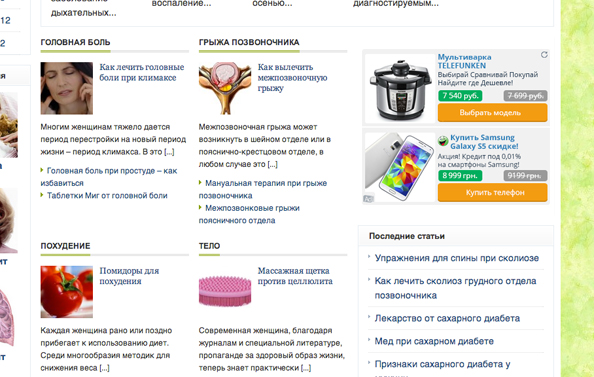 дыхательных...
воспаление...
осенью...
диагностируемым...
12
2
ГОЛОВНАЯ БОЛЬ
Как лечить головные
боли при климаксе
Многим женщинам тяжело дается
период перестройки на новый период
жизни – период климакса. В это [...]
Головная боль при простуде – как
избавиться
Таблетки Миг от головной боли
ГРЫЖА ПОЗВОНОЧНИКА
Как вылечить
межпозвоночную
грыжу
Межпозвоночная грыжа может
возникнуть в шейном отделе или в
пояснично-крестцовом отделе, в
любом случае это [...]
Мануальная терапия при грыже
позвоночника
Межпозвонковые грыжи
поясничного отдела
ПОХУДЕНИЕ
Помидоры для
похудения
Каждая женщина рано или поздно
прибегает к использованию диет.
Среди многообразия методик для
снижения веса [...]
ТЕЛО
Массажная щетка
против целлюлита
Современная женщина, благодаря
журналам и специальной литературе,
пропаганде за здоровый образ жизни,
теперь знает практически [...]
Мультиварка
TELEFUNKEN
Выбирай Сравнивай Покупай
Найдите где Дешевле!
7 540 руб.
7 699 руб.
Выбрать модель
Купить Samsung
Galaxy S5 скидке!
Акция! Кредит под 0,01%
на смартфоны Samsung!
8 999 грн.
9199 грн.
Купить телефон
Последние статьи
Упражнения для спины при сколиозе
Как лечить сколиоз грудного отдела
позвоночника
Лекарство от сахарного диабета
Мед при сахарном диабете
Признаки сахарного диабета у